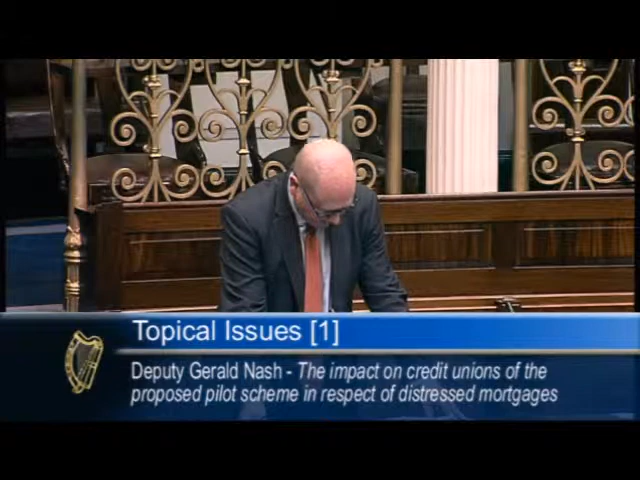 Topical Issues [1]
Deputy Gerald Nash - The impact on credit unions of the
proposed pilot scheme in respect of distressed mortgages